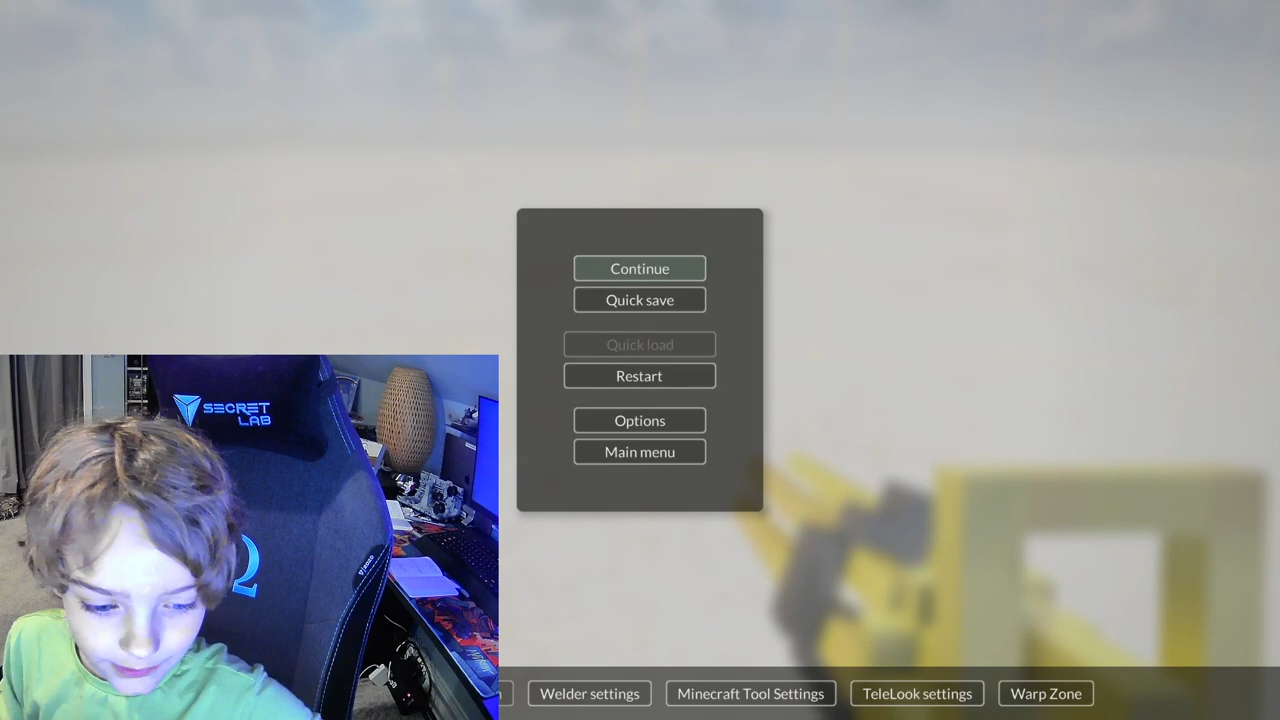 Continue
Quick save
Quick load
Restart
Options
Main menu
SECRET
LAB
Ω
Welder settings
Minecraft Tool Settings
TeleLook settings
Warp Zone